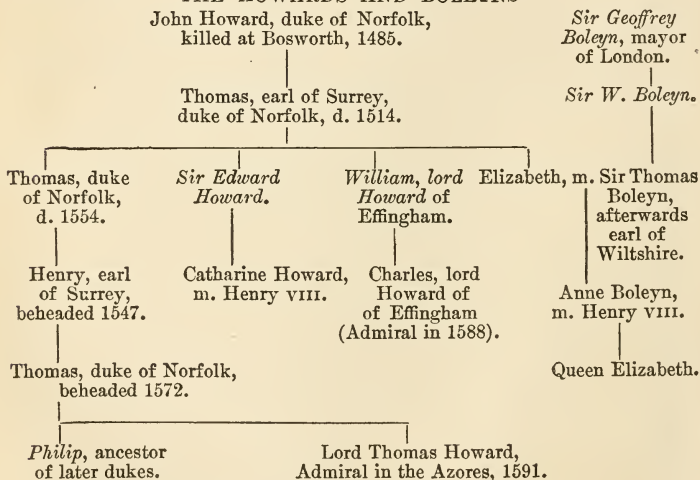 THE HOWARDS AND BOLEYNS
John Howard, duke of Norfolk,
killed at Bosworth, 1485.
Sir Geoffrey
Boleyn, mayor
of London.
Thomas, earl of Surrey,
duke of Norfolk, d. 1514.
Sir W. Boleyn.
Thomas, duke
of Norfolk,
d. 1554.
Sir Edward
Howard.
William, lord
Howard of
Effingham.
Elizabeth, m. Sir Thomas
Boleyn,
afterwards
earl of
Wiltshire.
Henry, earl
of Surrey,
beheaded 1547.
Catharine Howard,
m. Henry VIII.
Charles, lord
Howard of
of Effingham
(Admiral in 1588).
Anne Boleyn,
m. Henry VIII.
Thomas, duke of Norfolk,
beheaded 1572.
Queen Elizabeth.
Philip, ancestor
of later dukes.
Lord Thomas Howard,
Admiral in the Azores, 1591.